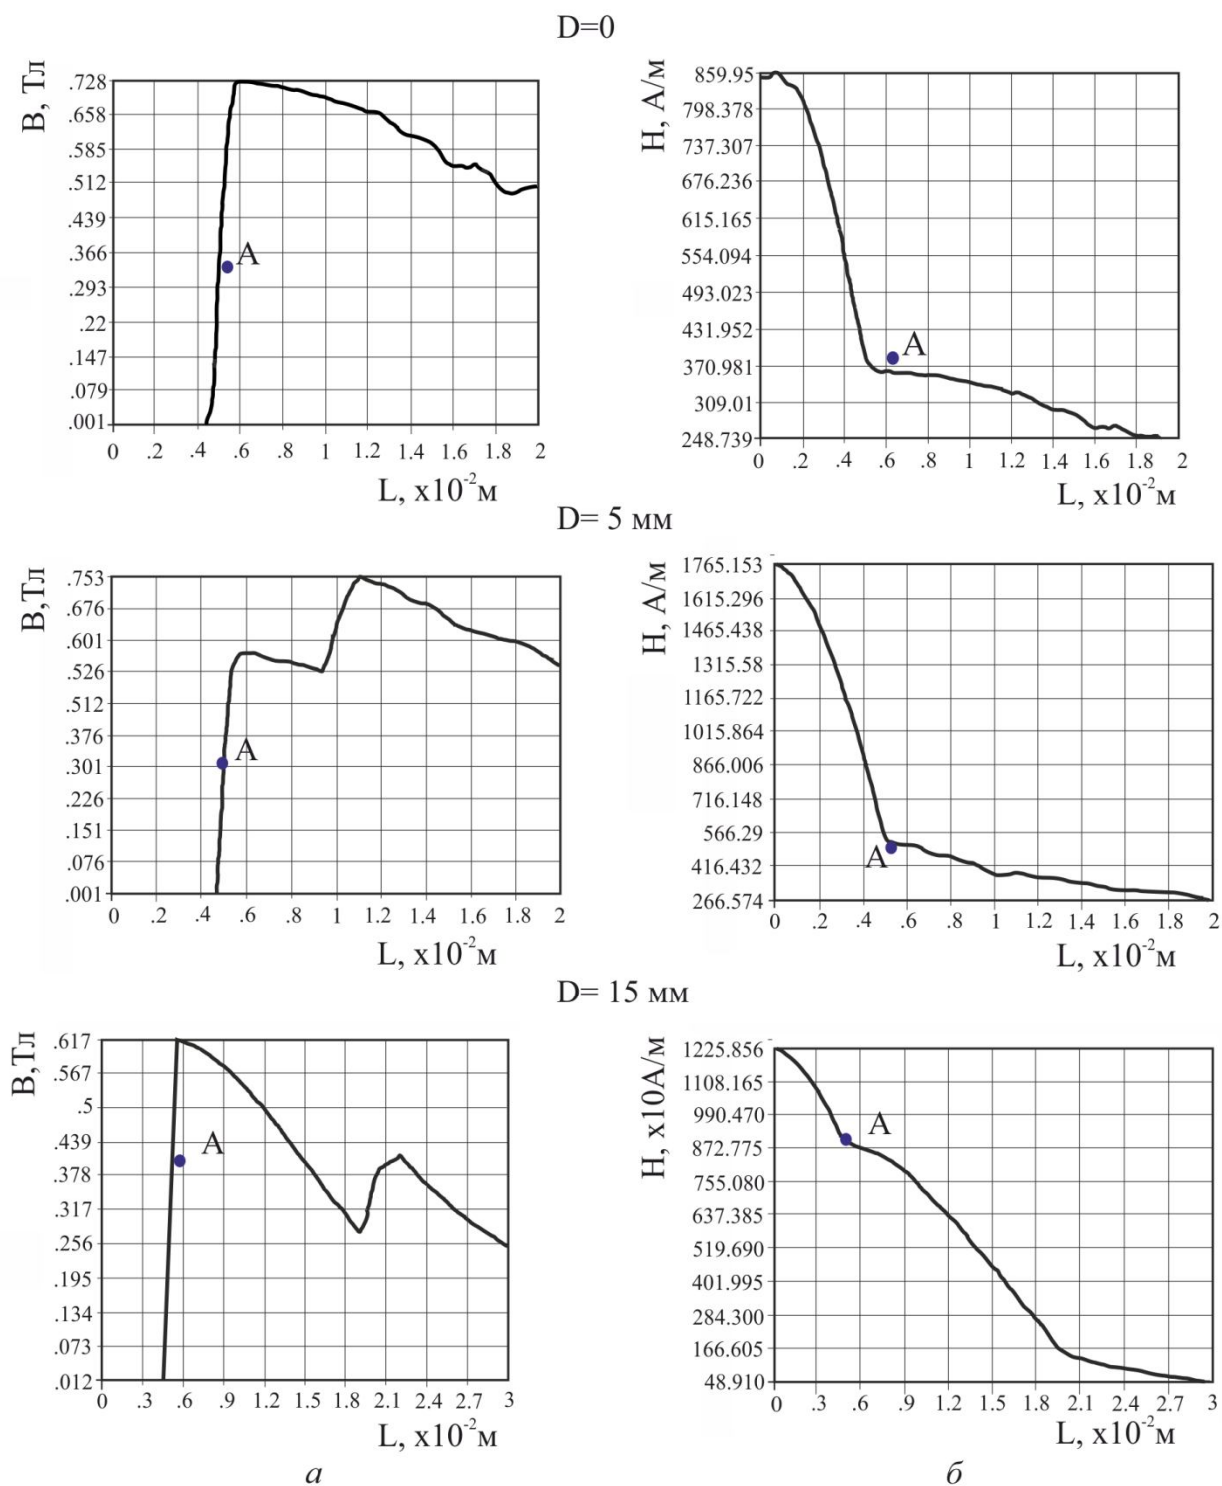 D=0
В, Тл
.728
.658
.585
.512
.439
.366
.293
.22
.147
.079
.001
А
0 .2 .4 .6 .8 1 1.2 1.4 1.6 1.8 2
L, x10⁻²м
H, А/м
859.95
798.378
737.307
676.236
615.165
554.094
493.023
431.952
370.981
309.01
248.739
А
0 .2 .4 .6 .8 1 1.2 1.4 1.6 1.8 2
L, x10⁻²м
D= 5 мм
В,Тл
.753
.676
.601
.526
.512
.376
.301
.226
.151
.076
.001
А
0 .2 .4 .6 .8 1 1.2 1.4 1.6 1.8 2
L, x10⁻²м
H, А/м
1765.153
1615.296
1465.438
1315.58
1165.722
1015.864
866.006
716.148
566.29
416.432
266.574
А
0 .2 .4 .6 .8 1 1.2 1.4 1.6 1.8 2
L, x10⁻²м
D= 15 мм
В,Тл
.617
.567
.5
.439
.378
.317
.256
.195
.134
.073
.012
А
0 .3 .6 .9 1.2 1.5 1.8 2.1 2.4 2.7 3
L, x10⁻²м
а
H, x10А/м
1225.856
1108.165
990.470
872.775
755.080
637.385
519.690
401.995
284.300
166.605
48.910
А
0 .3 .6 .9 1.2 1.5 1.8 2.1 2.4 2.7 3
L, x10⁻²м
б